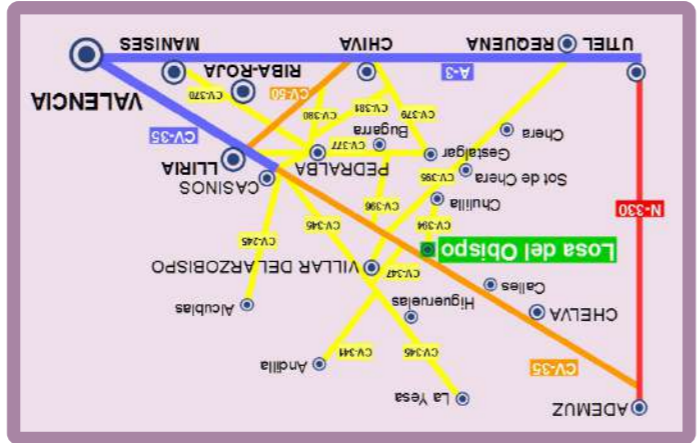 ADEMUZ
La Yesa
CV-35
Andilla
CV-345
CV-341
CHELVA
Higueruelas
Alcublas
Calles
CV-347
VILLAR DEL ARZOBISPO
Losa del Obispo
CV-245
CV-345
CV-394
CV-396
N-330
Chulilla
CASINOS
Sot de Chera
CV-395
PEDRALBA
LLIRIA
Gestalgar
CV-377
Chera
Bugarra
CV-35
CV-379
CV-381
CV-380
VALENCIA
CV-50
CV-370
RIBA-ROJA
A-3
UTIEL
REQUENA
CHIVA
MANISES